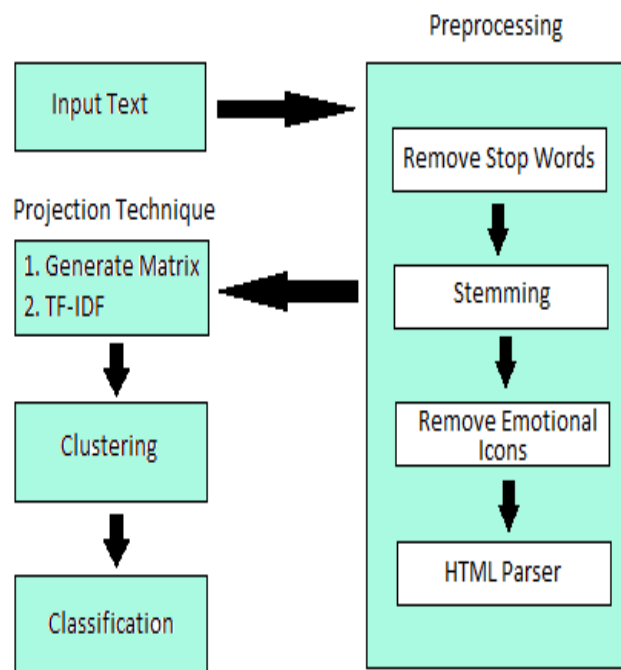 Preprocessing
Input Text
Remove Stop Words
Stemming
Remove Emotional
Icons
HTML Parser
Projection Technique
1. Generate Matrix
2. TF-IDF
Clustering
Classification